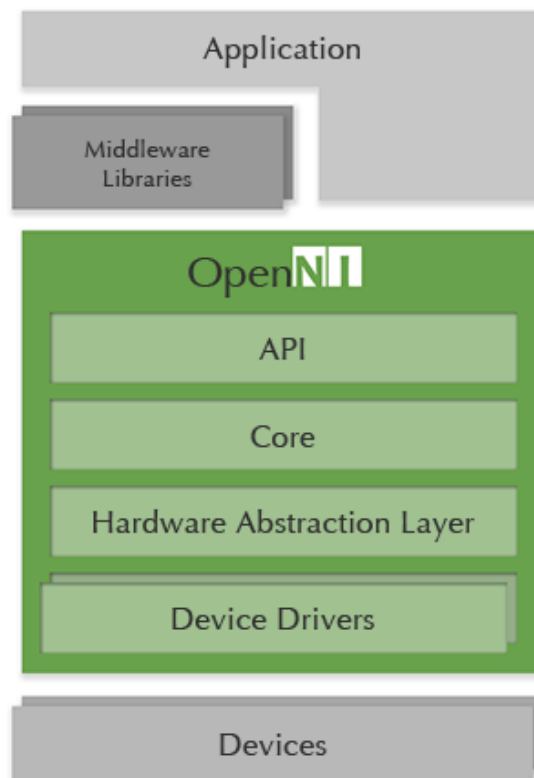 Application
Middleware
Libraries
OpenNI
API
Core
Hardware Abstraction Layer
Device Drivers
Devices